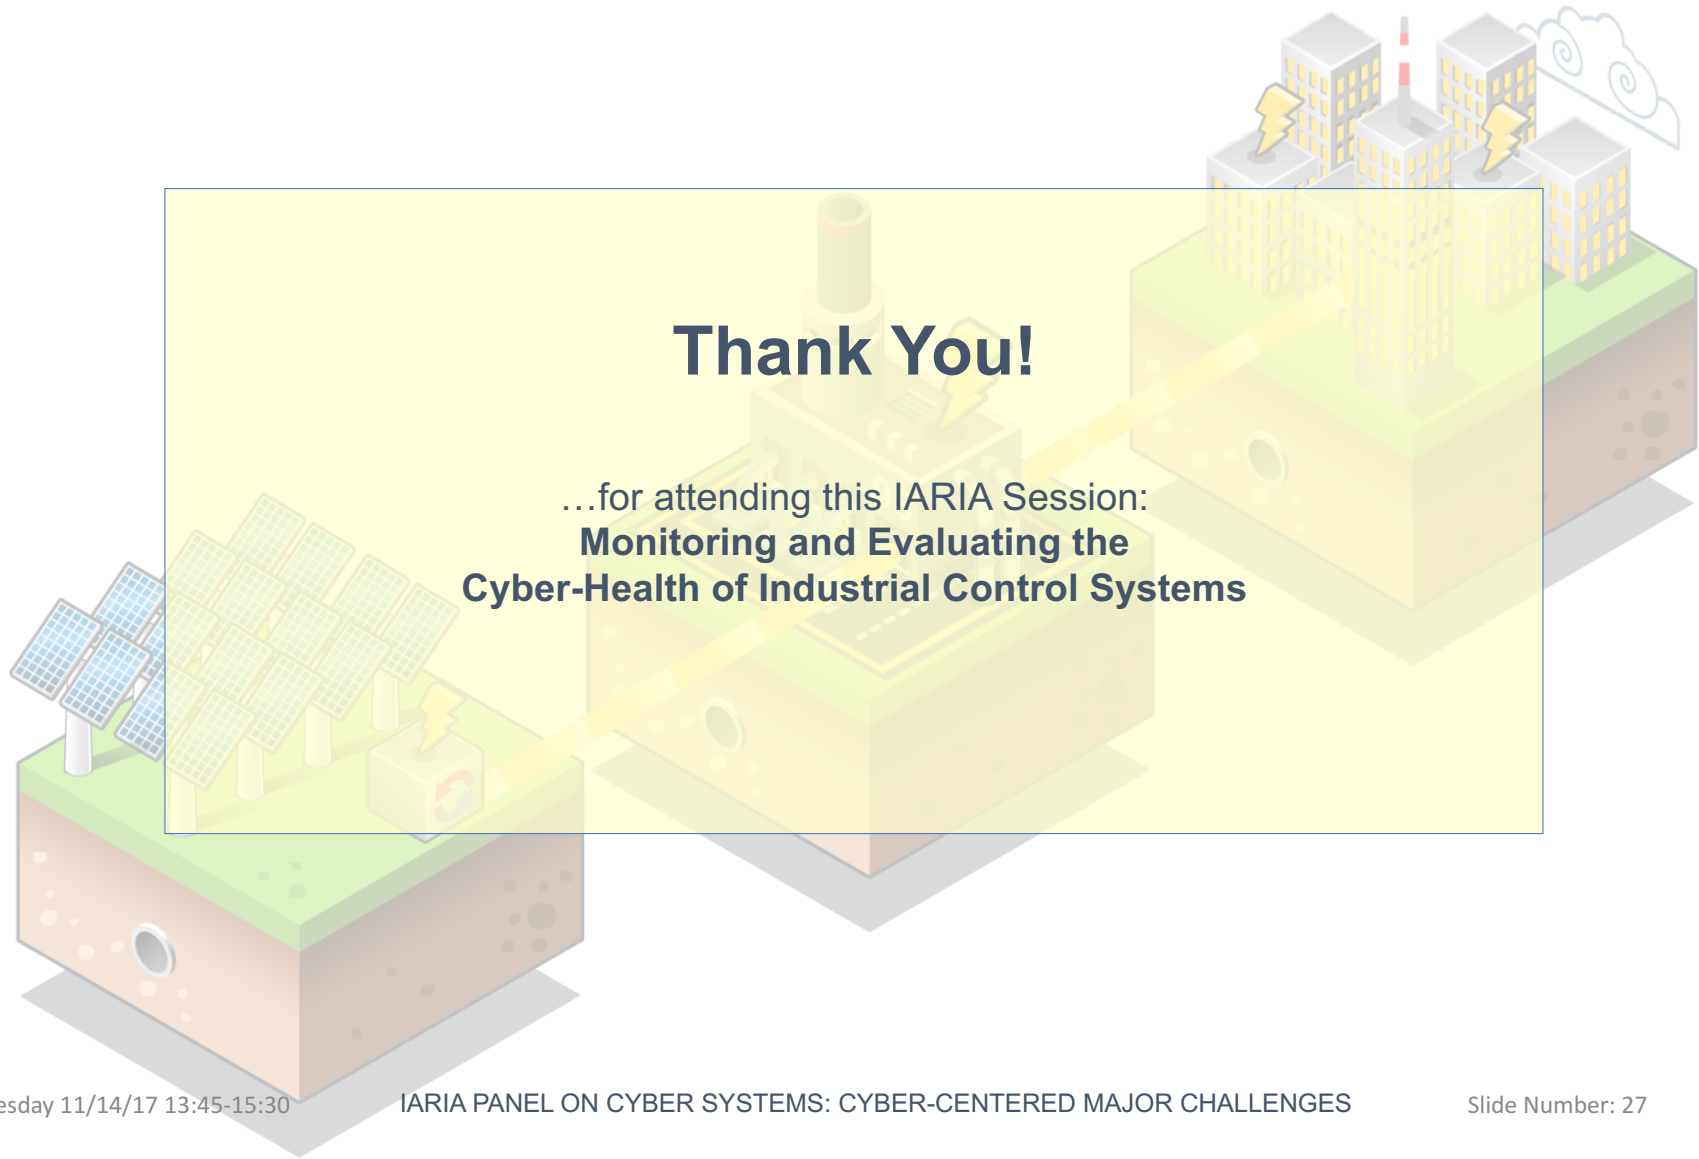 Thank You!
…for attending this IARIA Session:
Monitoring and Evaluating the
Cyber-Health of Industrial Control Systems
esday 11/14/17 13:45-15:30
IARIA PANEL ON CYBER SYSTEMS: CYBER-CENTERED MAJOR CHALLENGES
Slide Number: 27